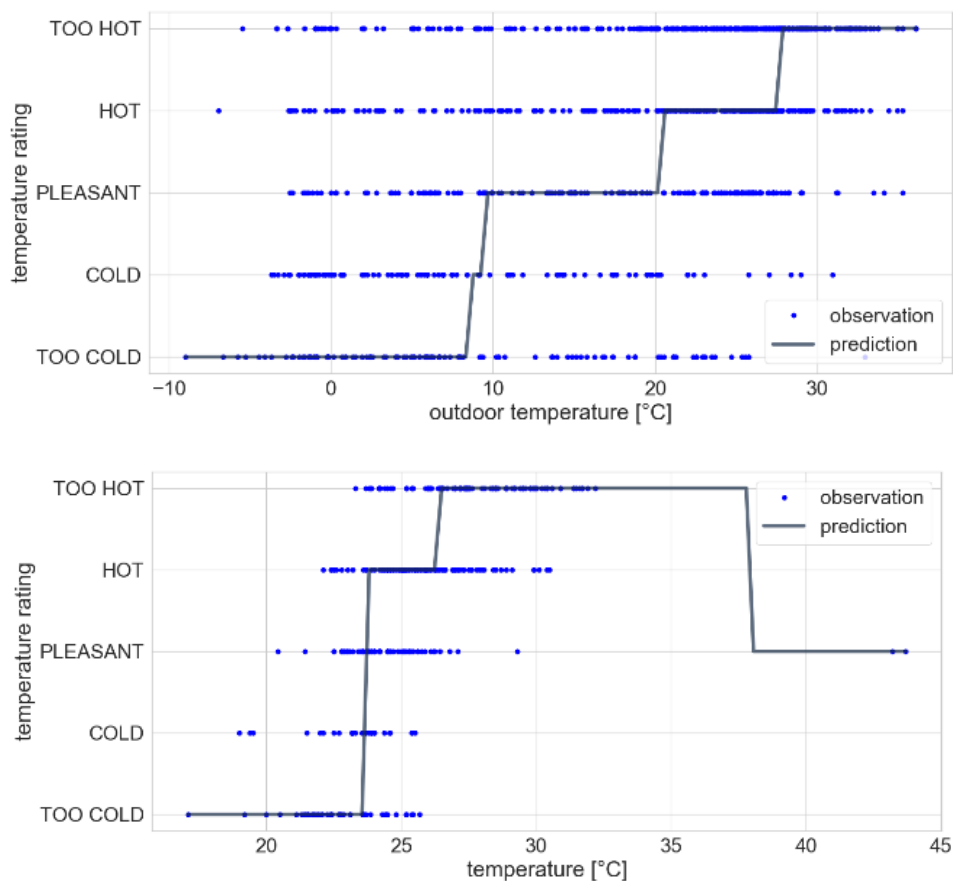 TOO HOT
HOT
PLEASANT
COLD
TOO COLD
temperature rating
observation
prediction
−10
0
10
20
30
outdoor temperature [°C]
TOO HOT
HOT
PLEASANT
COLD
TOO COLD
temperature rating
observation
prediction
20
25
30
35
40
45
temperature [°C]